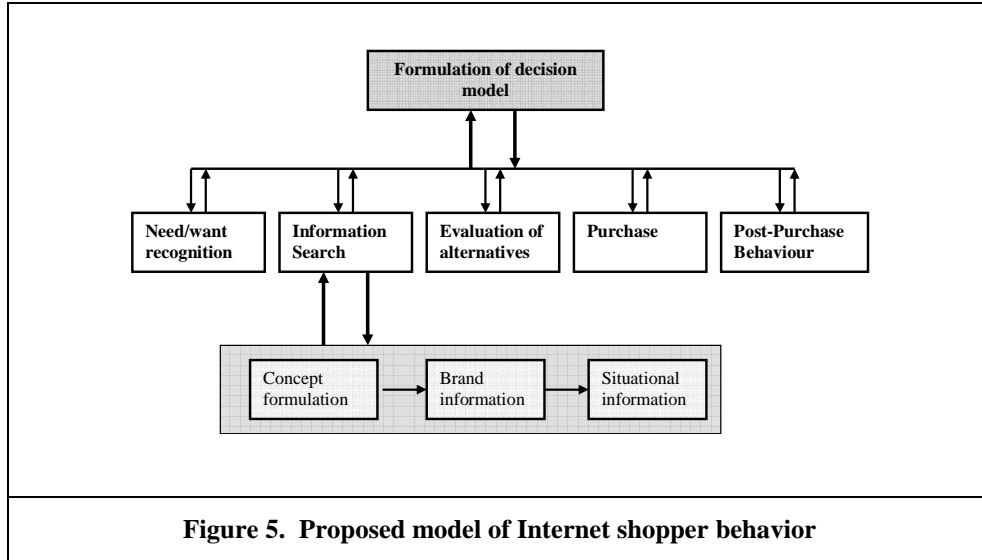 Formulation of decision
model
Need/want
recognition
Information
Search
Evaluation of
alternatives
Purchase
Post-Purchase
Behaviour
Concept
formulation
Brand
information
Situational
information
Figure 5. Proposed model of Internet shopper behavior